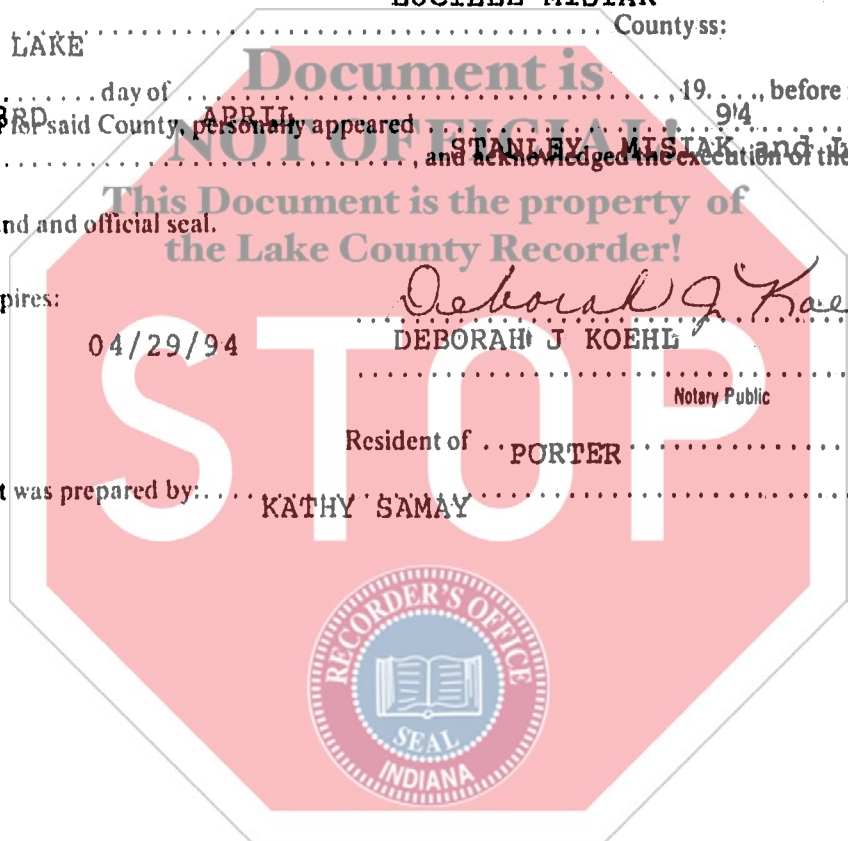 LUCILLE MISIAK
County ss:
LAKE
Document is
day of , 19 , before
3RD APRIL 94
for said County, personally appeared
NOT OFFICIAL!
STANLEY MISIAK and
, and acknowledged the execution of the
This Document is the property of
and official seal.
the Lake County Recorder!
Deborah J
04/29/94
DEBORAH J KOEHL
STOP
Notary Public
Resident of PORTER
was prepared by:
KATHY SAMAY
RECORDER'S OFFICE
SEAL
INDIANA